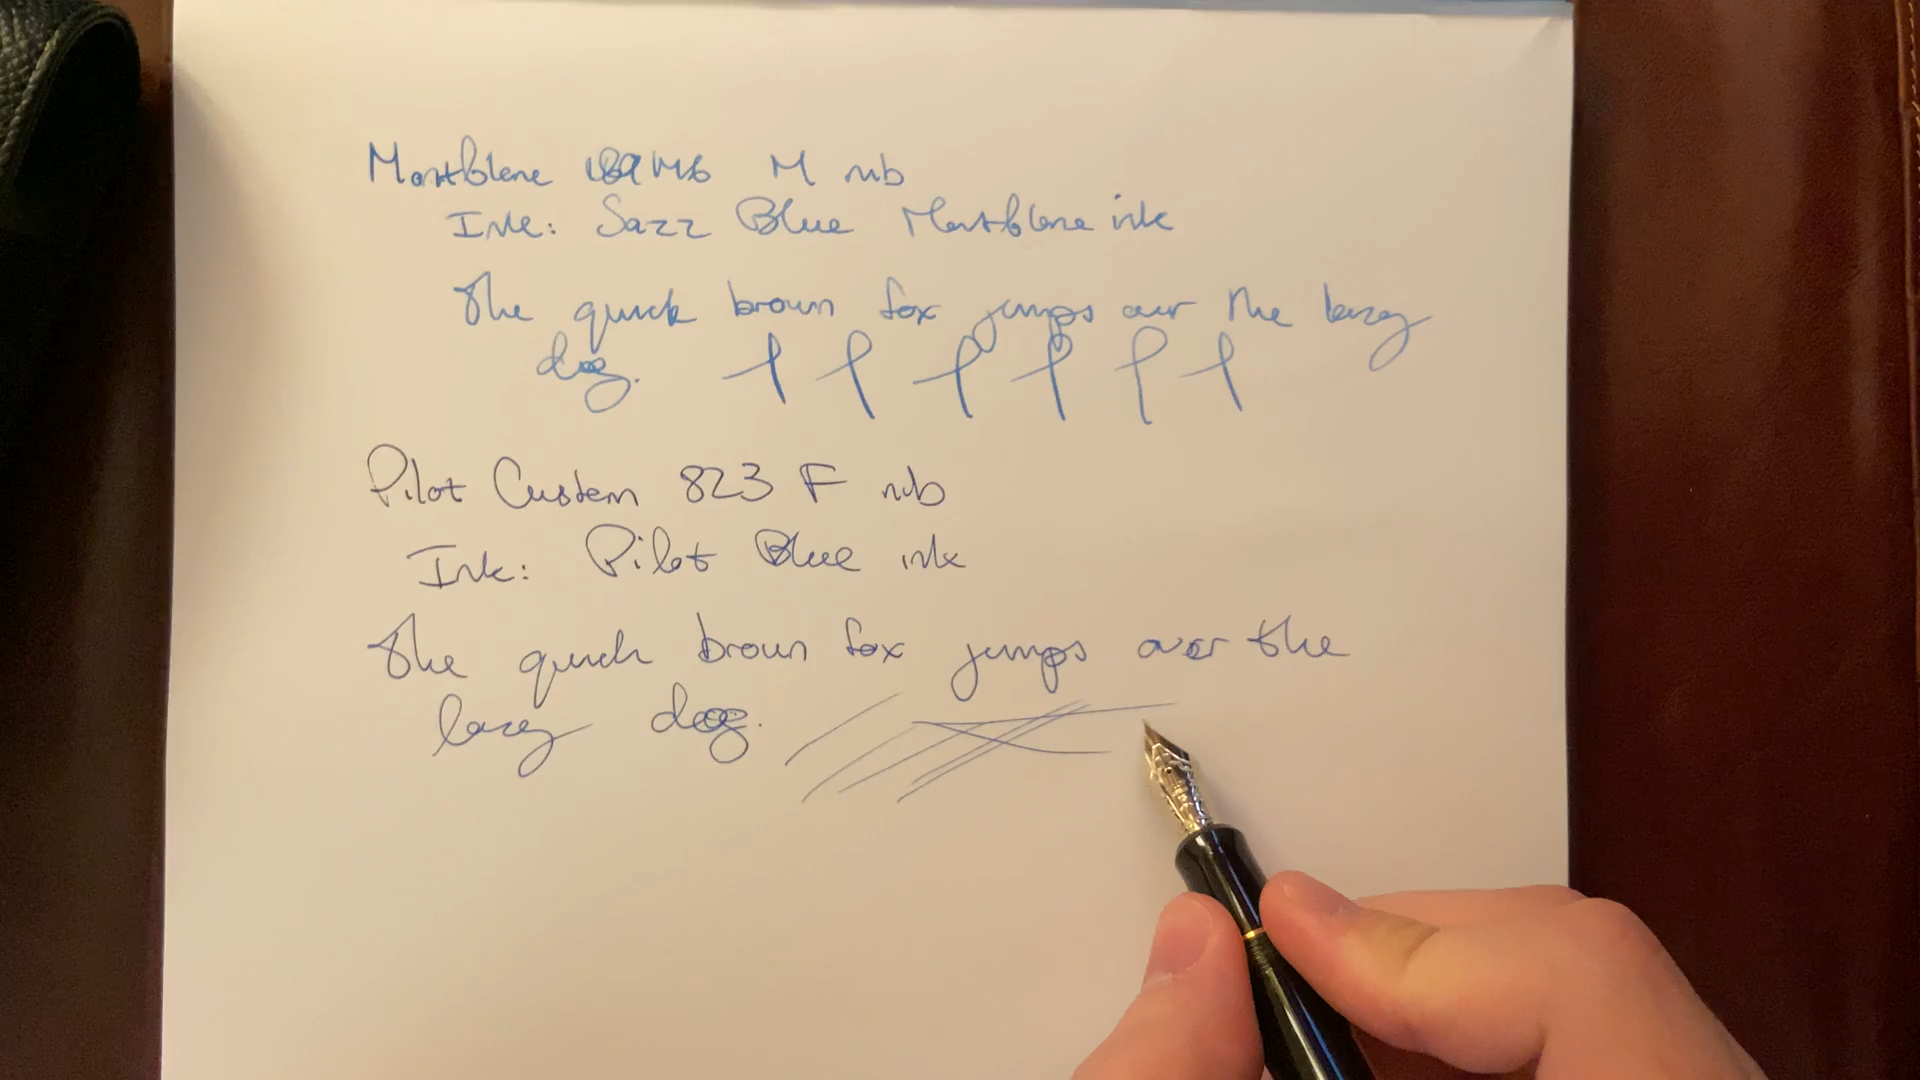 Montblanc M nib
Ink: Jazz Blue Montblanc ink
The quick brown fox jumps over the lazy
dog.
Pilot Custom 823 F nib
Ink: Pilot Blue ink
The quick brown fox jumps over the
lazy dog.